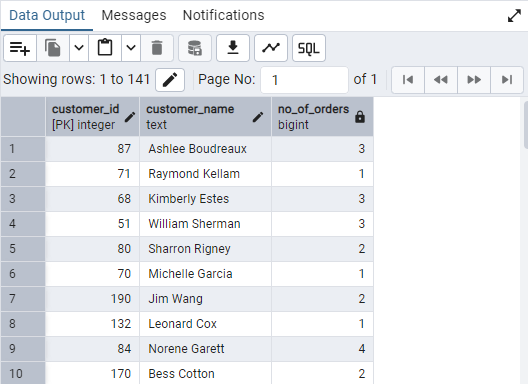 Data Output Messages Notifications
SQL
Showing rows: 1 to 141 Page No: 1 of 1
customer_id customer_name no_of_orders
[PK] integer text bigint
1 87 Ashlee Boudreaux 3
2 71 Raymond Kellam 1
3 68 Kimberly Estes 3
4 51 William Sherman 3
5 80 Sharron Rigney 2
6 70 Michelle Garcia 1
7 190 Jim Wang 2
8 132 Leonard Cox 1
9 84 Norene Garett 4
10 170 Bess Cotton 2